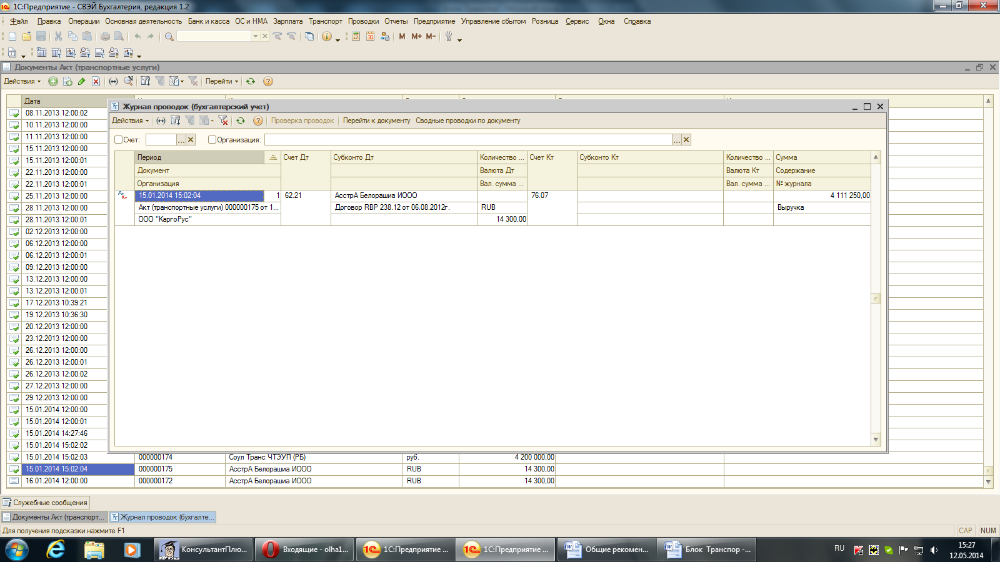 1С:Предприятие - СВЭЙ Бухгалтерия, редакция 1.2
Файл Правка Операции Основная деятельность Банк и касса ОС и НМА Зарплата Транспорт Проводки Отчеты Предприятие Управление сбытом Розница Сервис Окна Справка
M M+ M-
Документы Акт (транспортные услуги)
Действия Перейти
Дата
08.11.2013 12:00:02
10.11.2013 12:00:00
11.11.2013 12:00:00
15.11.2013 12:00:00
15.11.2013 12:00:01
22.11.2013 12:00:00
22.11.2013 12:00:01
25.11.2013 12:00:00
28.11.2013 12:00:00
28.11.2013 12:00:01
02.12.2013 12:00:00
06.12.2013 12:00:00
06.12.2013 12:00:01
09.12.2013 12:00:00
13.12.2013 12:00:00
13.12.2013 12:00:01
17.12.2013 10:39:21
19.12.2013 10:36:30
20.12.2013 12:00:00
23.12.2013 12:00:00
26.12.2013 12:00:00
26.12.2013 12:00:01
26.12.2013 12:00:02
27.12.2013 12:00:00
29.12.2013 12:00:00
15.01.2014 12:00:00
15.01.2014 12:00:01
15.01.2014 14:27:46
15.01.2014 15:02:02
15.01.2014 15:02:03 000000174 Соул Транс ЧТЭУП (РБ) руб. 4 200 000,00
15.01.2014 15:02:04 000000175 АсстрА Белорашиа ИООО RUB 14 300,00
16.01.2014 12:00:00 000000172 АсстрА Белорашиа ИООО RUB 14 300,00
Журнал проводок (бухгалтерский учет)
Действия Проверка проводок Перейти к документу Сводные проводки по документу
Счет: ... Организация: ...
Период Счет Дт Субконто Дт Количество ... Счет Кт Субконто Кт Количество ... Сумма
Документ Валюта Дт Валюта Кт Содержание
Организация Вал. сумма ... Вал. сумма ... № журнала
15.01.2014 15:02:04 1 62.21 АсстрА Белорашиа ИООО 76.07 4 111 250,00
Акт (транспортные услуги) 000000175 от 1... Договор RBP 238.12 от 06.08.2012г. RUB Выручка
ООО "КаргоРус" 14 300,00
Служебные сообщения
Документы Акт (транспорт... Журнал проводок (бухгалте...
Для получения подсказки нажмите F1
CAP NUM
КонсультантПлю... Входящие - olha1... 1С:Предприятие ... 1С:Предприятие ... Общие рекомен... Блок Транспор -...
RU
15:27
12.05.2014